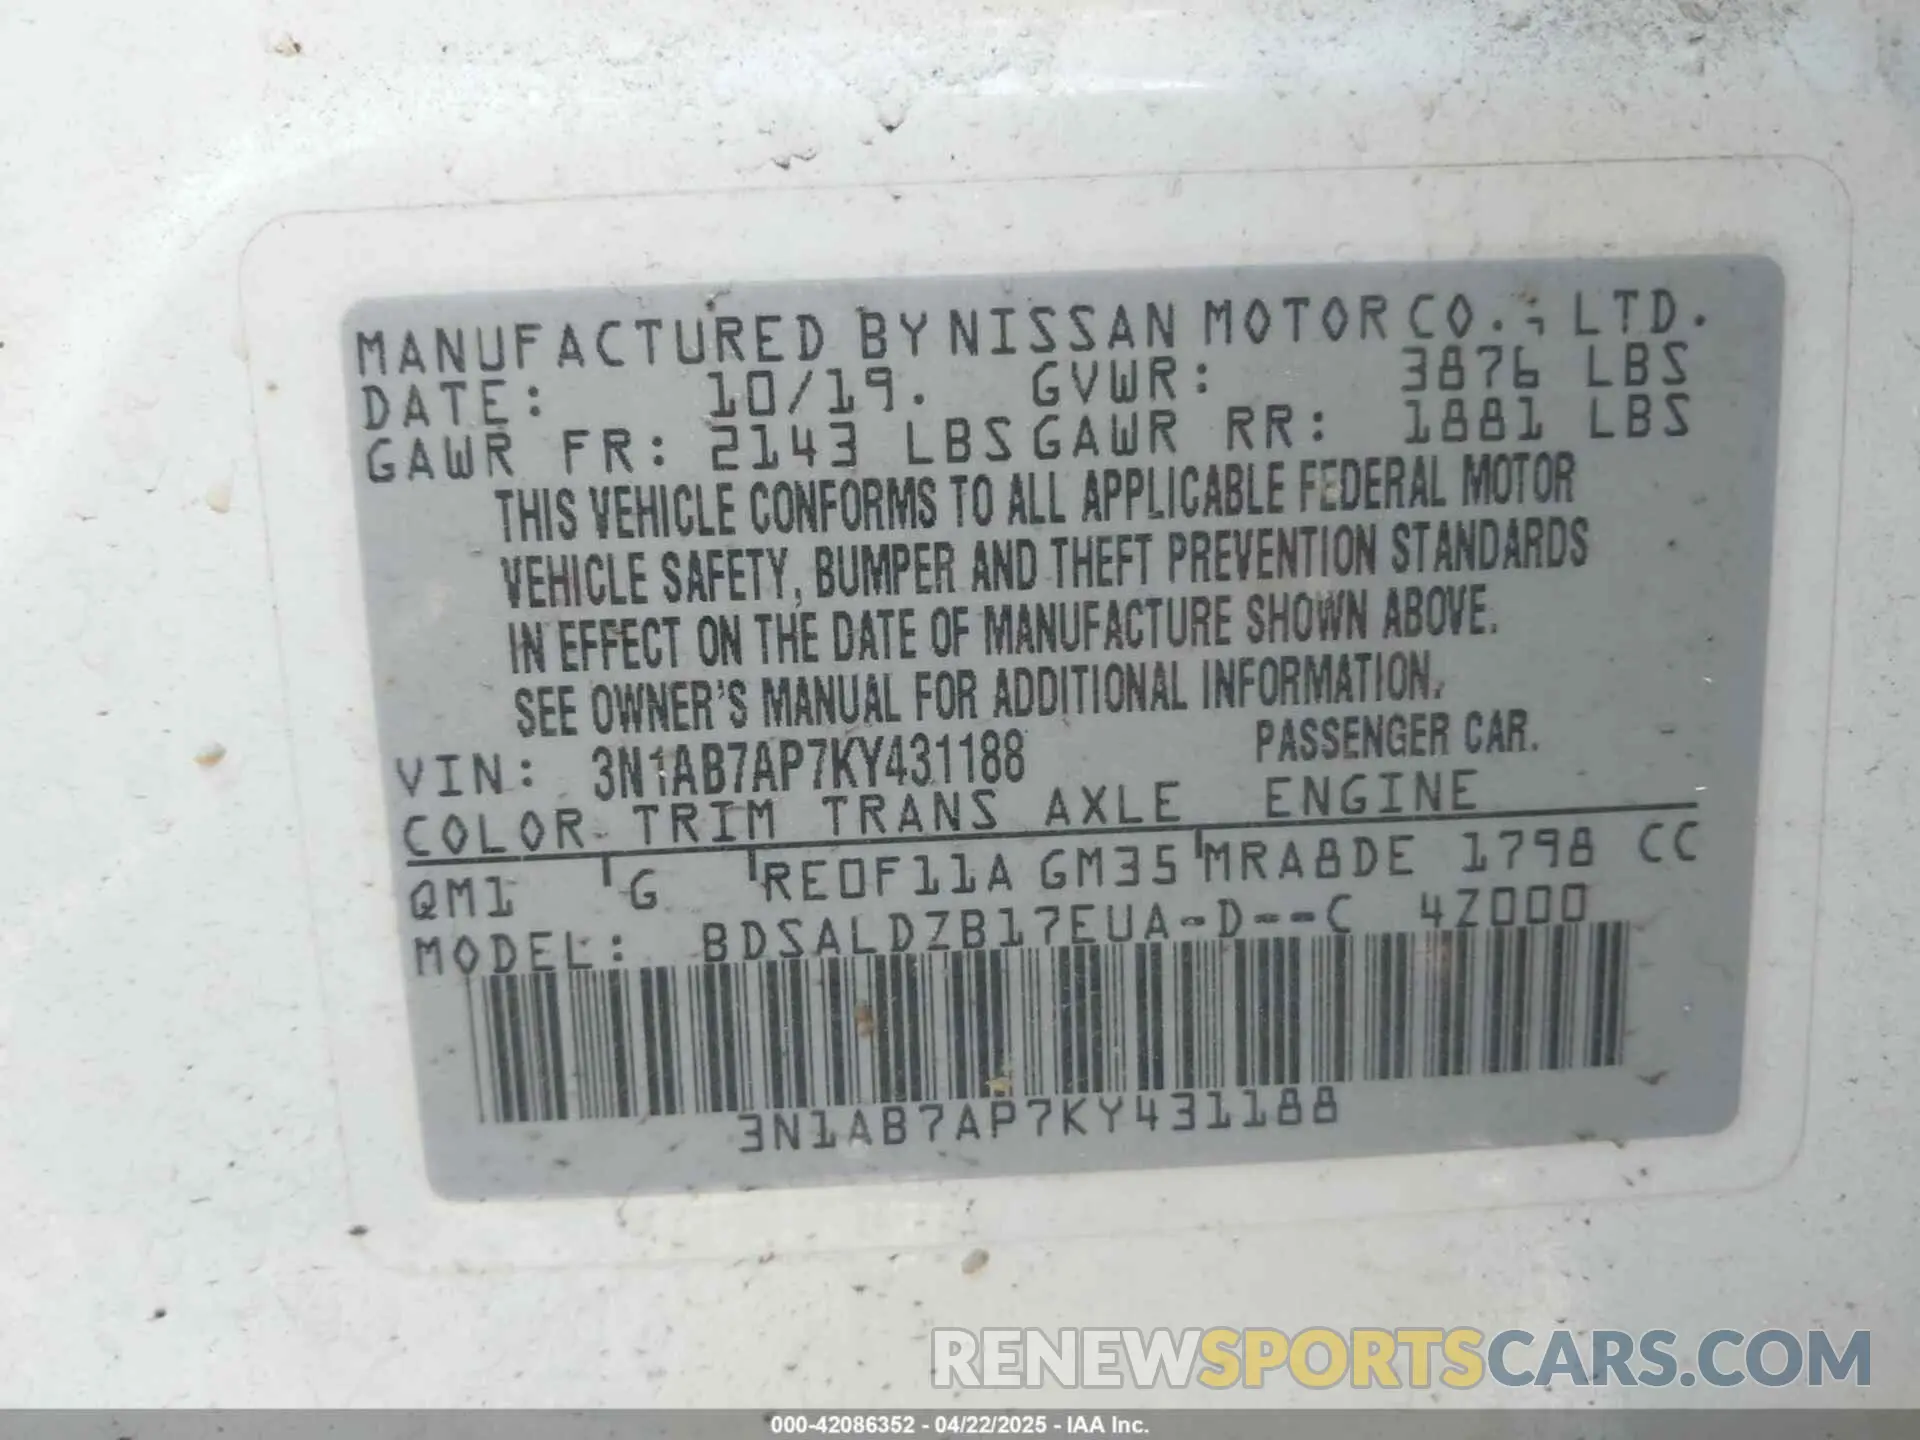 MANUFACTURED BY NISSAN MOTOR CO., LTD.
DATE: 10/19. GVWR: 3876 LBS
GAWR FR: 2143 LBS GAWR RR: 1881 LBS
THIS VEHICLE CONFORMS TO ALL APPLICABLE FEDERAL MOTOR
VEHICLE SAFETY, BUMPER AND THEFT PREVENTION STANDARDS
IN EFFECT ON THE DATE OF MANUFACTURE SHOWN ABOVE.
SEE OWNER'S MANUAL FOR ADDITIONAL INFORMATION.
VIN: 3N1AB7AP7KY431188 PASSENGER CAR.
COLOR TRIM TRANS AXLE ENGINE
QM1 G RE0F11A GM35 MRA8DE 1798 CC
MODEL: BDSALDZB17EUA-D--C 4Z000
3N1AB7AP7KY431188
RENEWSPORTSCARS.COM
000-42086352 - 04/22/2025 - IAA Inc.